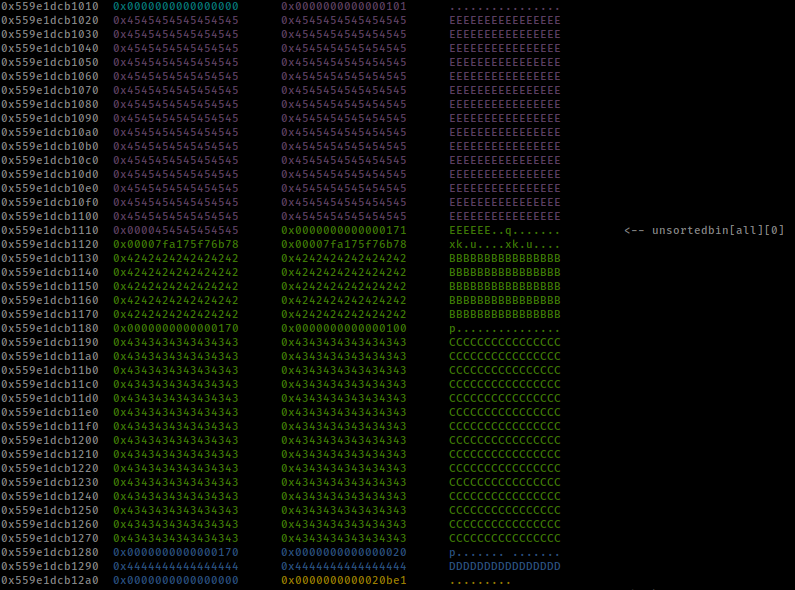 0x559e1dcb1010 0x0000000000000000 0x0000000000000101 ................
0x559e1dcb1020 0x4545454545454545 0x4545454545454545 EEEEEEEEEEEEEEEE
0x559e1dcb1030 0x4545454545454545 0x4545454545454545 EEEEEEEEEEEEEEEE
0x559e1dcb1040 0x4545454545454545 0x4545454545454545 EEEEEEEEEEEEEEEE
0x559e1dcb1050 0x4545454545454545 0x4545454545454545 EEEEEEEEEEEEEEEE
0x559e1dcb1060 0x4545454545454545 0x4545454545454545 EEEEEEEEEEEEEEEE
0x559e1dcb1070 0x4545454545454545 0x4545454545454545 EEEEEEEEEEEEEEEE
0x559e1dcb1080 0x4545454545454545 0x4545454545454545 EEEEEEEEEEEEEEEE
0x559e1dcb1090 0x4545454545454545 0x4545454545454545 EEEEEEEEEEEEEEEE
0x559e1dcb10a0 0x4545454545454545 0x4545454545454545 EEEEEEEEEEEEEEEE
0x559e1dcb10b0 0x4545454545454545 0x4545454545454545 EEEEEEEEEEEEEEEE
0x559e1dcb10c0 0x4545454545454545 0x4545454545454545 EEEEEEEEEEEEEEEE
0x559e1dcb10d0 0x4545454545454545 0x4545454545454545 EEEEEEEEEEEEEEEE
0x559e1dcb10e0 0x4545454545454545 0x4545454545454545 EEEEEEEEEEEEEEEE
0x559e1dcb10f0 0x4545454545454545 0x4545454545454545 EEEEEEEEEEEEEEEE
0x559e1dcb1100 0x4545454545454545 0x4545454545454545 EEEEEEEEEEEEEEEE
0x559e1dcb1110 0x0000454545454545 0x0000000000000171 EEEEEE..q....... <-- unsortedbin[all][0]
0x559e1dcb1120 0x00007fa175f76b78 0x00007fa175f76b78 xk.u....xk.u....
0x559e1dcb1130 0x4242424242424242 0x4242424242424242 BBBBBBBBBBBBBBBB
0x559e1dcb1140 0x4242424242424242 0x4242424242424242 BBBBBBBBBBBBBBBB
0x559e1dcb1150 0x4242424242424242 0x4242424242424242 BBBBBBBBBBBBBBBB
0x559e1dcb1160 0x4242424242424242 0x4242424242424242 BBBBBBBBBBBBBBBB
0x559e1dcb1170 0x4242424242424242 0x4242424242424242 BBBBBBBBBBBBBBBB
0x559e1dcb1180 0x0000000000000170 0x0000000000000100 p...............
0x559e1dcb1190 0x4343434343434343 0x4343434343434343 CCCCCCCCCCCCCCCC
0x559e1dcb11a0 0x4343434343434343 0x4343434343434343 CCCCCCCCCCCCCCCC
0x559e1dcb11b0 0x4343434343434343 0x4343434343434343 CCCCCCCCCCCCCCCC
0x559e1dcb11c0 0x4343434343434343 0x4343434343434343 CCCCCCCCCCCCCCCC
0x559e1dcb11d0 0x4343434343434343 0x4343434343434343 CCCCCCCCCCCCCCCC
0x559e1dcb11e0 0x4343434343434343 0x4343434343434343 CCCCCCCCCCCCCCCC
0x559e1dcb11f0 0x4343434343434343 0x4343434343434343 CCCCCCCCCCCCCCCC
0x559e1dcb1200 0x4343434343434343 0x4343434343434343 CCCCCCCCCCCCCCCC
0x559e1dcb1210 0x4343434343434343 0x4343434343434343 CCCCCCCCCCCCCCCC
0x559e1dcb1220 0x4343434343434343 0x4343434343434343 CCCCCCCCCCCCCCCC
0x559e1dcb1230 0x4343434343434343 0x4343434343434343 CCCCCCCCCCCCCCCC
0x559e1dcb1240 0x4343434343434343 0x4343434343434343 CCCCCCCCCCCCCCCC
0x559e1dcb1250 0x4343434343434343 0x4343434343434343 CCCCCCCCCCCCCCCC
0x559e1dcb1260 0x4343434343434343 0x4343434343434343 CCCCCCCCCCCCCCCC
0x559e1dcb1270 0x4343434343434343 0x4343434343434343 CCCCCCCCCCCCCCCC
0x559e1dcb1280 0x0000000000000170 0x0000000000000020 p....... .......
0x559e1dcb1290 0x4444444444444444 0x4444444444444444 DDDDDDDDDDDDDDDD
0x559e1dcb12a0 0x0000000000000000 0x0000000000020be1 .........